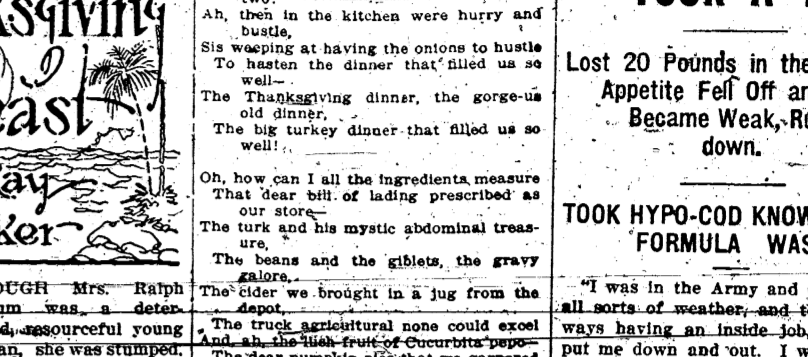 ksgiving
east
ay
ker
OUGH Mrs. Ralph
um was a deter-
d, resourceful young
an, she was stumped.
two.
Ah, then in the kitchen were hurry and
bustle,
Sis weeping at having the onions to hustle
To hasten the dinner that filled us so
well—
The Thanksgiving dinner, the gorge-us
old dinner,
The big turkey dinner that filled us so
well!
Oh, how can I all the ingredients measure
That dear bill of lading prescribed as
our store—
The turk and his mystic abdominal treas-
ure,
The beans and the giblets, the gravy
galore,
The cider we brought in a jug from the
depot,
The truck agricultural none could excel
And, ah, the lush fruit of Cucurbita pepo—
The dear pumpkin
Lost 20 Pounds in the
Appetite Fell Off an
Became Weak, Ru
down.
TOOK HYPO-COD KNOW
FORMULA WAS
"I was in the Army and
all sorts of weather, and t
ways having an inside job
put me down and out. I w